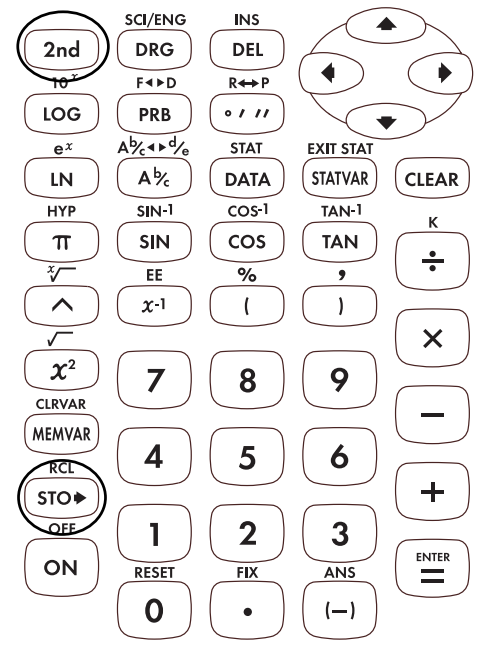 SCI/ENG INS
2nd DRG DEL
10ˣ F◂▸D R↔P
LOG PRB ° ′ ″
eˣ Ab/c◂▸d/e STAT EXIT STAT
LN Ab/c DATA STATVAR CLEAR
HYP SIN-1 COS-1 TAN-1 K
π SIN COS TAN ÷
ˣ√ EE % ,
^ x-1 ( ) ×
√
x² 7 8 9 −
CLRVAR
MEMVAR 4 5 6
RCL
STO▸ +
OFF 1 2 3
ON RESET FIX ANS ENTER
0 . (−) =